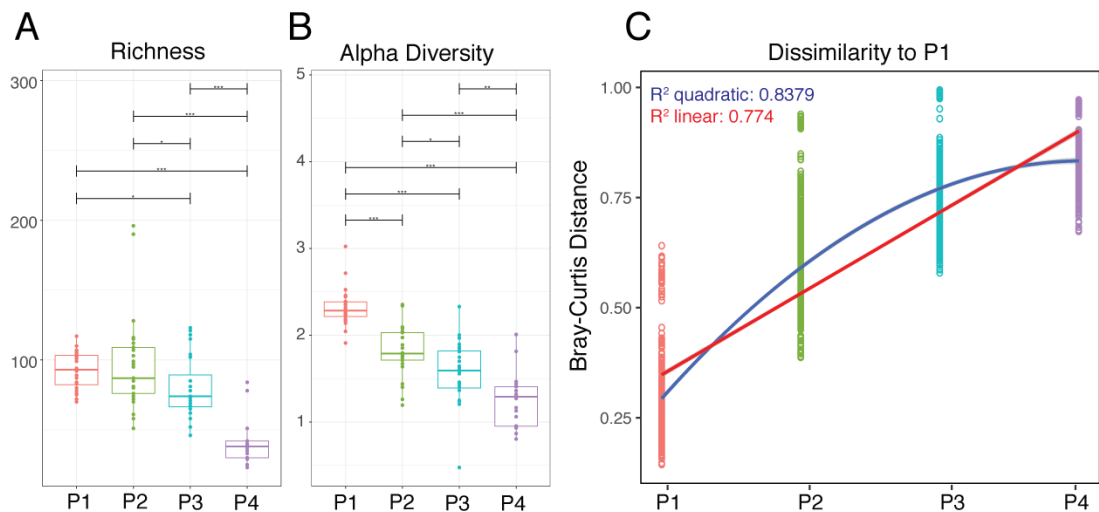 A
Richness
300
200
100
***
***
*
***
*
P1 P2 P3 P4
B
Alpha Diversity
5
4
3
2
1
**
***
*
***
***
***
P1 P2 P3 P4
C
Dissimilarity to P1
R² quadratic: 0.8379
R² linear: 0.774
Bray-Curtis Distance
1.00
0.75
0.50
0.25
P1 P2 P3 P4